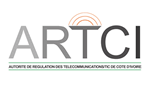 ARTCI
AUTORITE DE REGULATION DES TELECOMMUNICATIONS/TIC DE COTE D'IVOIRE